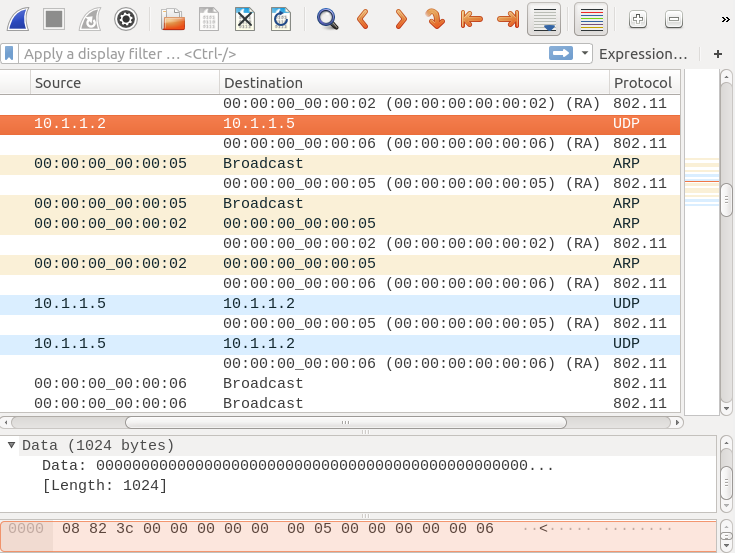 Apply a display filter … <Ctrl-/> Expression… +
Source Destination Protocol
00:00:00_00:00:02 (00:00:00:00:00:02) (RA) 802.11
10.1.1.2 10.1.1.5 UDP
00:00:00_00:00:06 (00:00:00:00:00:06) (RA) 802.11
00:00:00_00:00:05 Broadcast ARP
00:00:00_00:00:05 (00:00:00:00:00:05) (RA) 802.11
00:00:00_00:00:05 Broadcast ARP
00:00:00_00:00:02 00:00:00_00:00:05 ARP
00:00:00_00:00:02 (00:00:00:00:00:02) (RA) 802.11
00:00:00_00:00:02 00:00:00_00:00:05 ARP
00:00:00_00:00:06 (00:00:00:00:00:06) (RA) 802.11
10.1.1.5 10.1.1.2 UDP
00:00:00_00:00:05 (00:00:00:00:00:05) (RA) 802.11
10.1.1.5 10.1.1.2 UDP
00:00:00_00:00:06 (00:00:00:00:00:06) (RA) 802.11
00:00:00_00:00:06 Broadcast 802.11
00:00:00_00:00:06 Broadcast 802.11
Data (1024 bytes)
Data: 000000000000000000000000000000000000000000000000...
[Length: 1024]
0000 08 82 3c 00 00 00 00 00 00 05 00 00 00 00 00 06 ··<····· ········